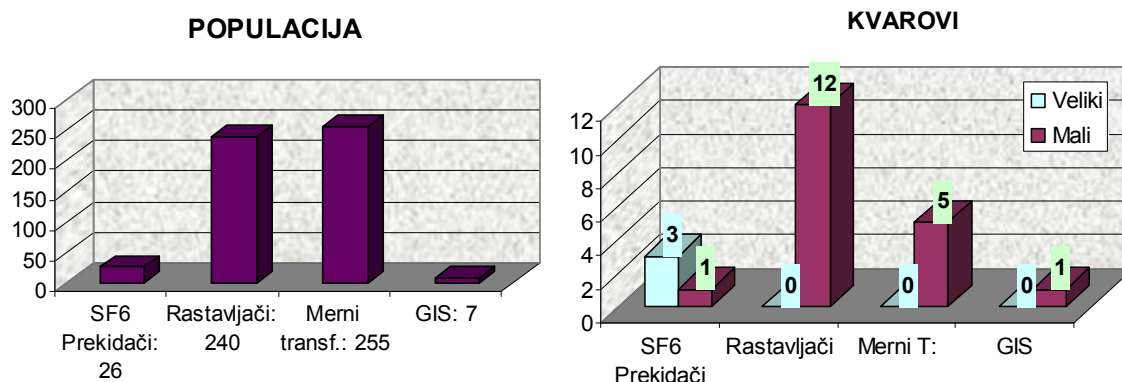 POPULACIJA
300
250
200
150
100
50
0
SF6 Prekidači: 26
Rastavljači: 240
Merni transf.: 255
GIS: 7
KVAROVI
12
10
8
6
4
2
0
3
1
0
12
0
5
0
1
Veliki
Mali
SF6 Prekidači
Rastavljači
Merni T:
GIS